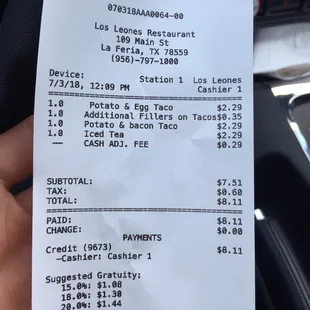 070318AAA0064-00
Los Leones Restaurant
109 Main St
La Feria, TX 78559
(956)-797-1000
Device: Station 1 Los Leones
7/3/18, 12:09 PM Cashier 1
1.0 Potato & Egg Taco $2.29
1.0 Additional Fillers on Tacos $0.35
1.0 Potato & bacon Taco $2.29
1.0 Iced Tea $2.29
-- CASH ADJ. FEE $0.29
SUBTOTAL: $7.51
TAX: $0.60
TOTAL: $8.11
PAID: $8.11
CHANGE: $0.00
PAYMENTS
Credit (9673) $8.11
-Cashier: Cashier 1
Suggested Gratuity:
15.0%: $1.08
18.0%: $1.30
20.0%: $1.44